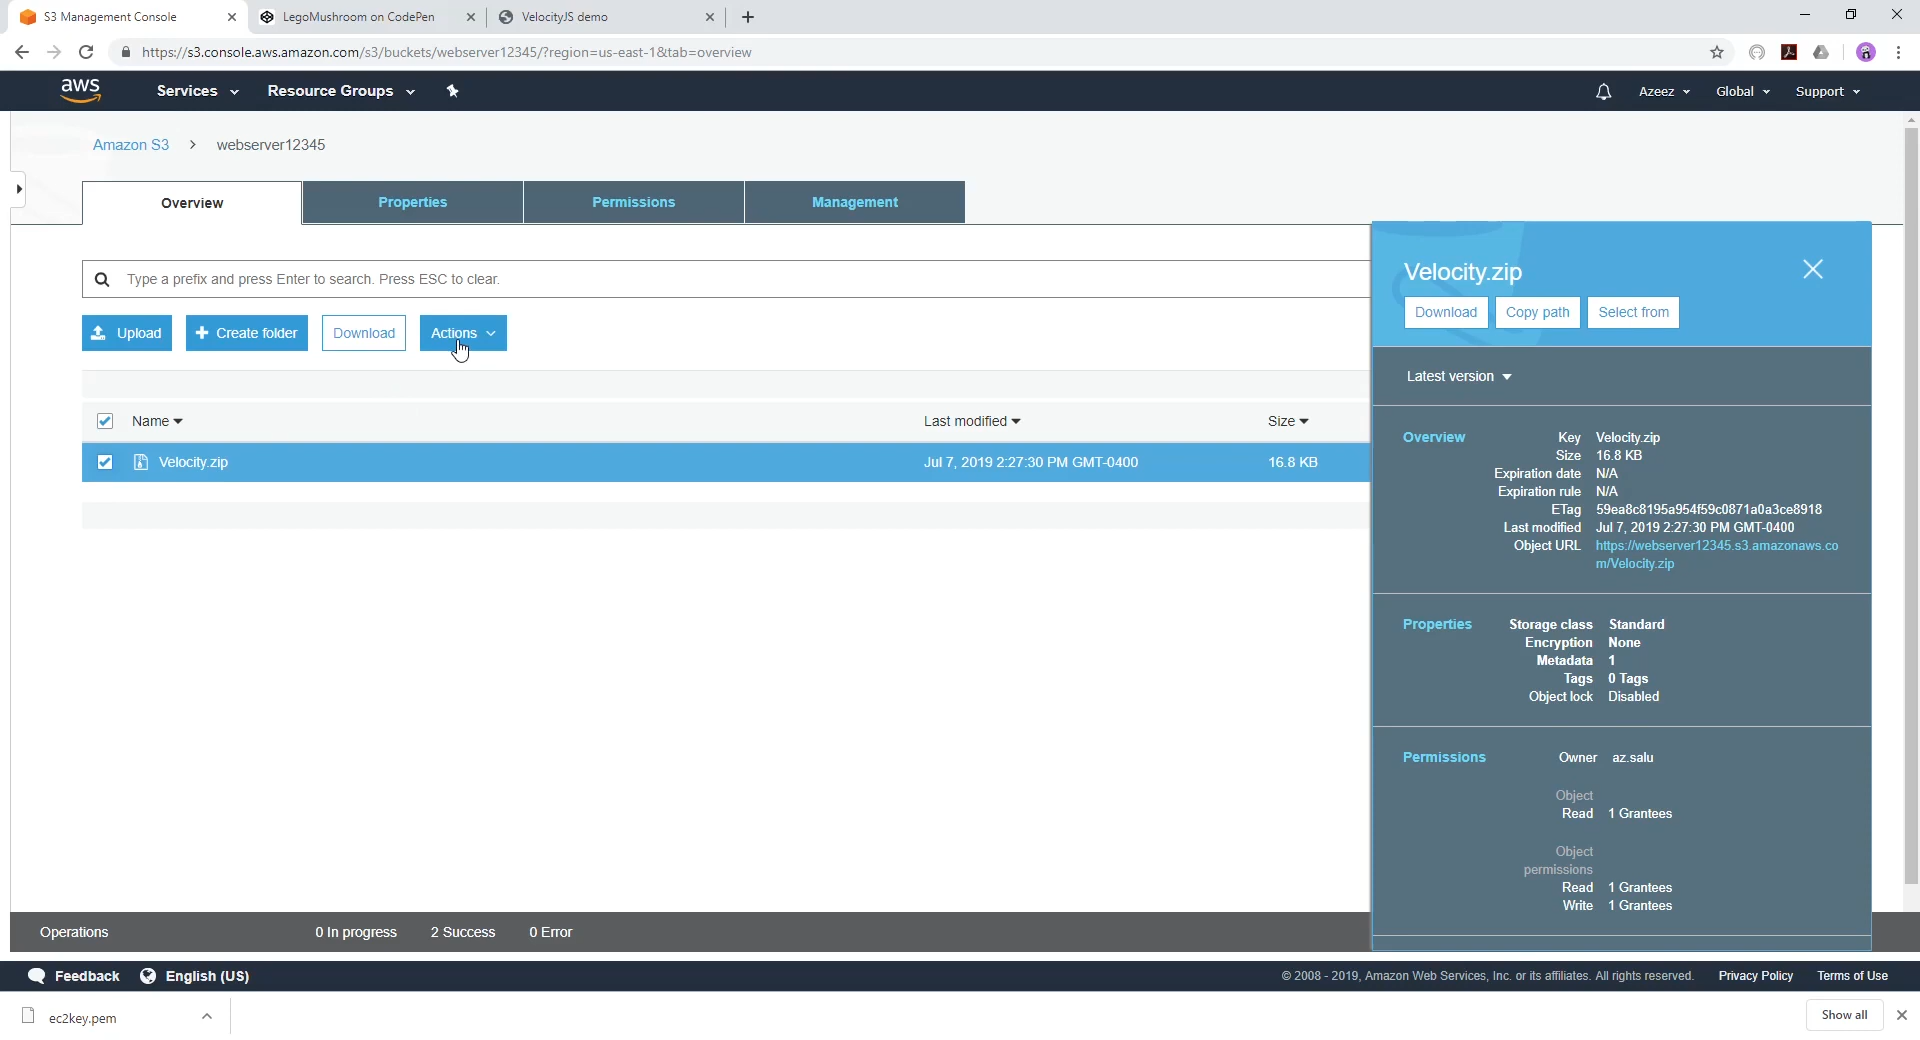 S3 Management Console
LegoMushroom on CodePen
VelocityJS demo
https://s3.console.aws.amazon.com/s3/buckets/webserver12345/?region=us-east-1&tab=overview
aws
Services
Resource Groups
Azeez
Global
Support
Amazon S3 > webserver12345
Overview
Properties
Permissions
Management
Type a prefix and press Enter to search. Press ESC to clear.
Upload
+ Create folder
Download
Actions
Name
Last modified
Size
Velocity.zip
Jul 7, 2019 2:27:30 PM GMT-0400
16.8 KB
Velocity.zip
Download
Copy path
Select from
Latest version
Overview
Key Velocity.zip
Size 16.8 KB
Expiration date N/A
Expiration rule N/A
ETag 59ea8c8195a954f59c0871a0a3ce8918
Last modified Jul 7, 2019 2:27:30 PM GMT-0400
Object URL https://webserver12345.s3.amazonaws.co
m/Velocity.zip
Properties
Storage class Standard
Encryption None
Metadata 1
Tags 0 Tags
Object lock Disabled
Permissions
Owner az.salu
Object
Read 1 Grantees
Object
permissions
Read 1 Grantees
Write 1 Grantees
Operations
0 In progress
2 Success
0 Error
Feedback
English (US)
© 2008 - 2019, Amazon Web Services, Inc. or its affiliates. All rights reserved.
Privacy Policy
Terms of Use
ec2key.pem
Show all